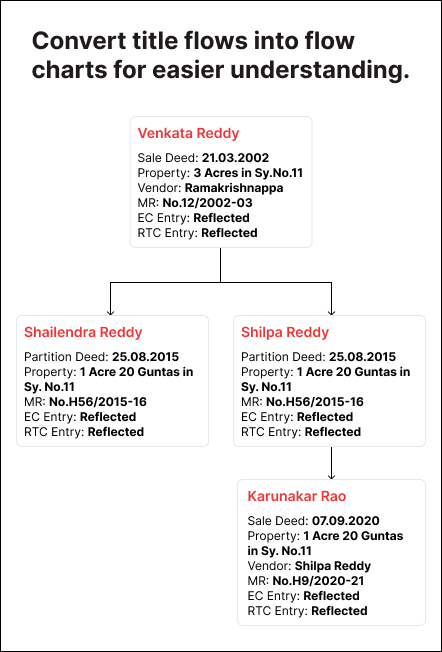 Convert title flows into flow
charts for easier understanding.
Venkata Reddy
Sale Deed: 21.03.2002
Property: 3 Acres in Sy.No.11
Vendor: Ramakrishnappa
MR: No.12/2002-03
EC Entry: Reflected
RTC Entry: Reflected
Shailendra Reddy
Partition Deed: 25.08.2015
Property: 1 Acre 20 Guntas in
Sy. No.11
MR: No.H56/2015-16
EC Entry: Reflected
RTC Entry: Reflected
Shilpa Reddy
Partition Deed: 25.08.2015
Property: 1 Acre 20 Guntas in
Sy. No.11
MR: No.H56/2015-16
EC Entry: Reflected
RTC Entry: Reflected
Karunakar Rao
Sale Deed: 07.09.2020
Property: 1 Acre 20 Guntas
in Sy. No.11
Vendor: Shilpa Reddy
MR: No.H9/2020-21
EC Entry: Reflected
RTC Entry: Reflected